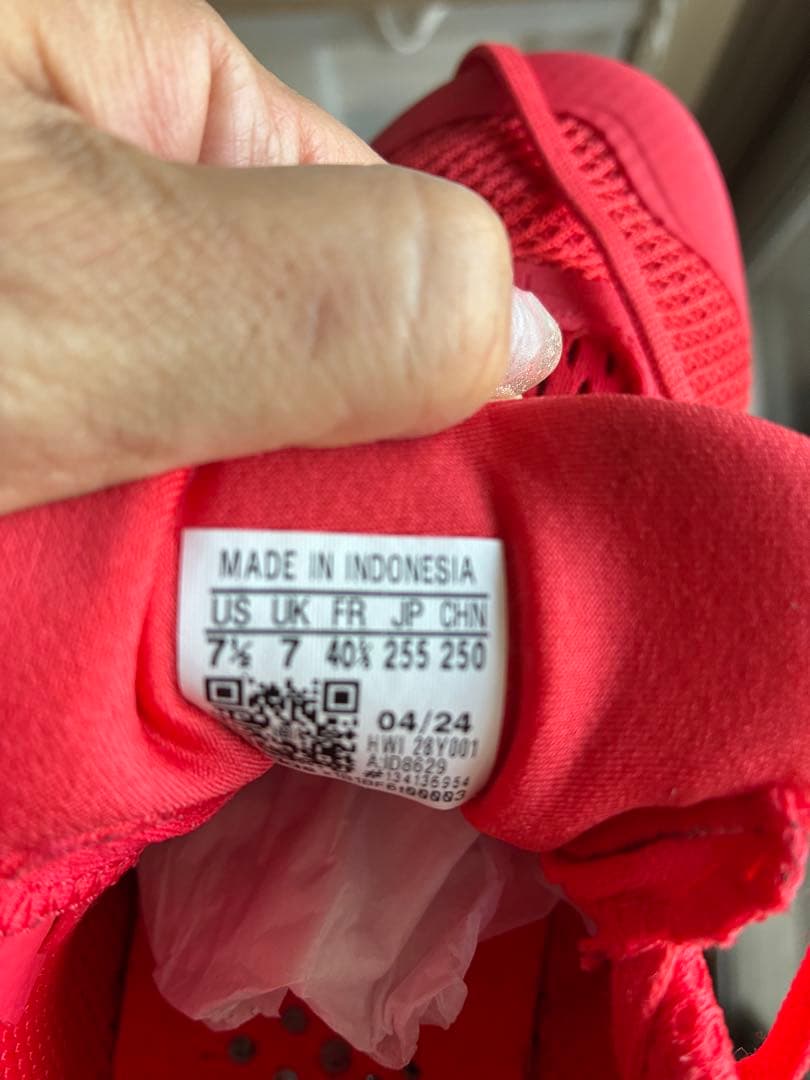 MADE IN INDONESIA
US UK FR JP CHN
7½ 7 40⅔ 255 250
04/24
HWI 28Y001
A:ID8629
#134136954